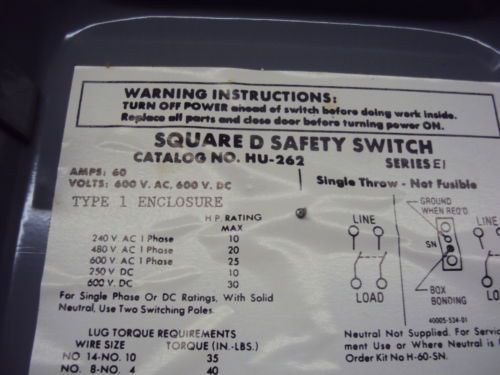 WARNING INSTRUCTIONS:
TURN OFF POWER ahead of switch before doing work inside.
Replace all parts and close door before turning power ON.
SQUARE D SAFETY SWITCH
CATALOG NO. HU-262
SERIES E1
AMPS: 60
VOLTS: 600 V. AC, 600 V. DC
TYPE 1 ENCLOSURE
H.P. RATING
MAX
240 V. AC 1 Phase 10
480 V. AC 1 Phase 20
600 V. AC 1 Phase 25
250 V. DC 10
600 V. DC 30
For Single Phase Or DC Ratings, With Solid
Neutral, Use Two Switching Poles.
LUG TORQUE REQUIREMENTS
WIRE SIZE TORQUE (IN.-LBS.)
NO 14-NO. 10 35
NO. 8-NO. 4 40
Single Throw - Not Fusible
GROUND
WHEN REQ'D
LINE
LINE
SN
LOAD
BOX
BONDING
LOAD
40005-534-01
Neutral Not Supplied. For Serv
ment Use or Where Neutral is
Order Kit No H-60-SN.